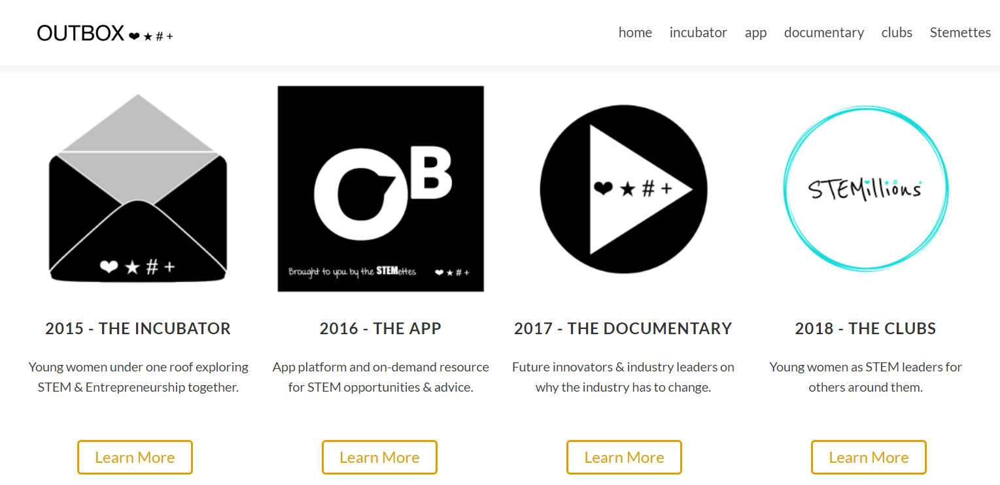 OUTBOX ❤ ★ # +
home incubator app documentary clubs Stemettes
❤ ★ # +
OB
Brought to you by the STEMettes ❤ ★ # +
❤ ★ # +
STEMillions
2015 - THE INCUBATOR
Young women under one roof exploring
STEM & Entrepreneurship together.
Learn More
2016 - THE APP
App platform and on-demand resource
for STEM opportunities & advice.
Learn More
2017 - THE DOCUMENTARY
Future innovators & industry leaders on
why the industry has to change.
Learn More
2018 - THE CLUBS
Young women as STEM leaders for
others around them.
Learn More